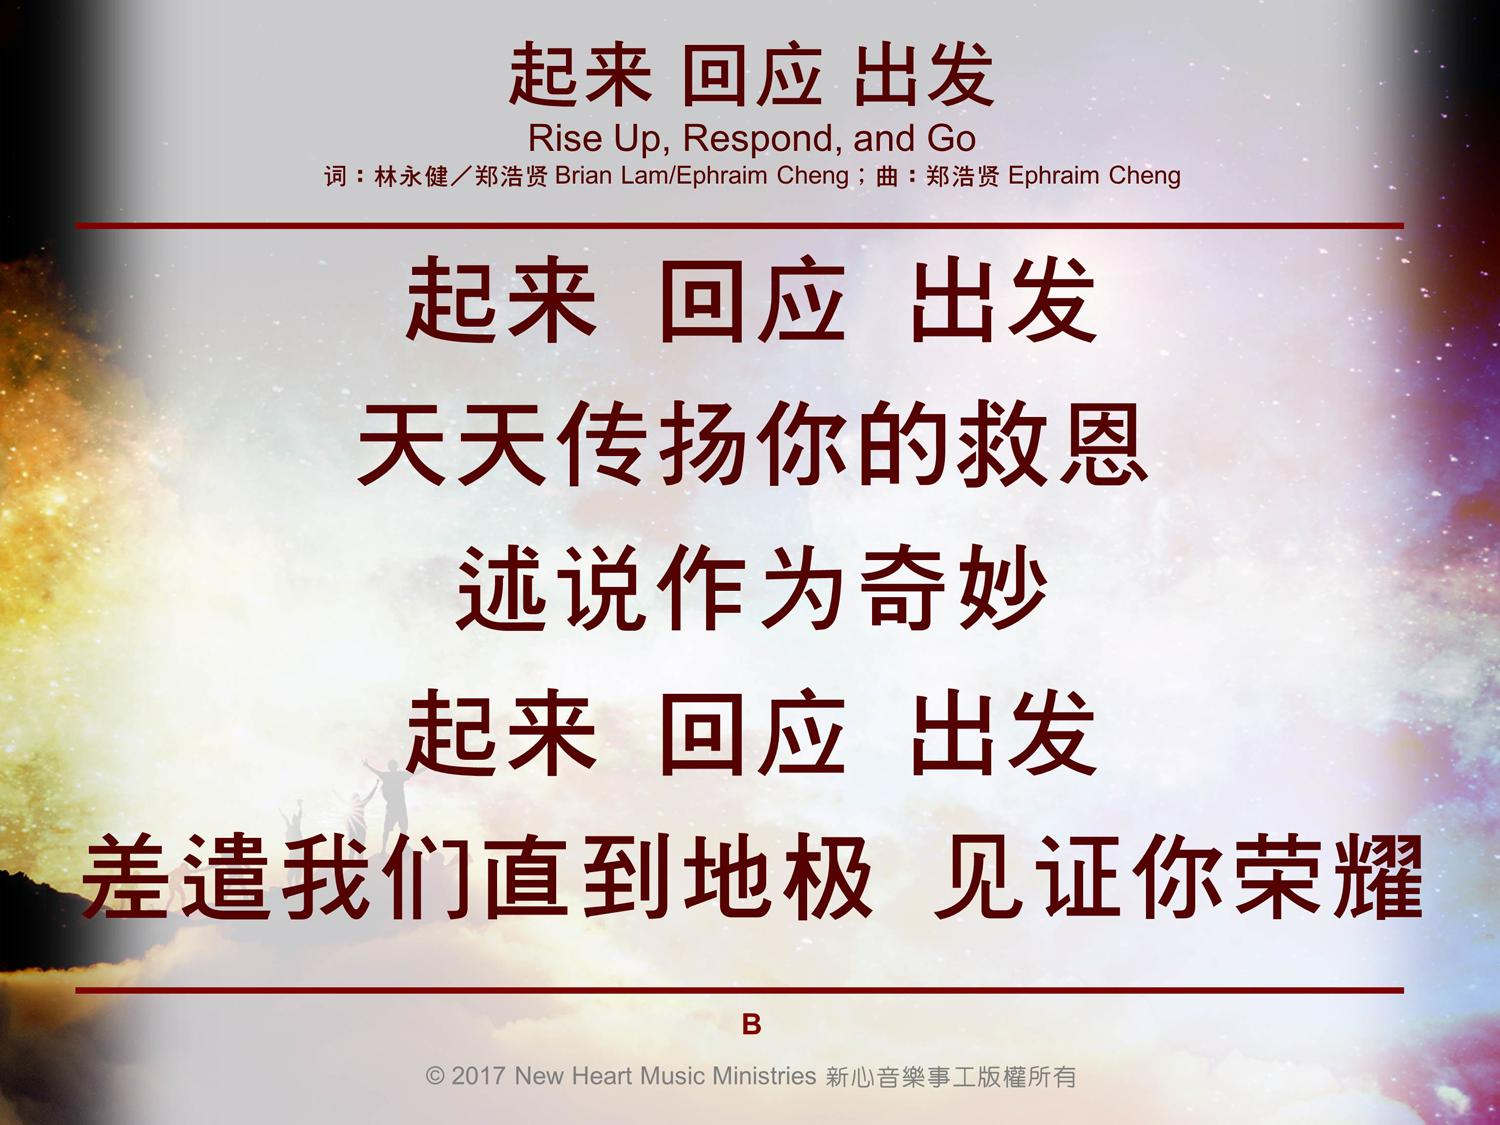 起来 回应 出发
Rise Up, Respond, and Go
词：林永健／郑浩贤 Brian Lam/Ephraim Cheng；曲：郑浩贤 Ephraim Cheng
起来 回应 出发
天天传扬你的救恩
述说作为奇妙
起来 回应 出发
差遣我们直到地极 见证你荣耀
B
© 2017 New Heart Music Ministries 新心音樂事工版權所有